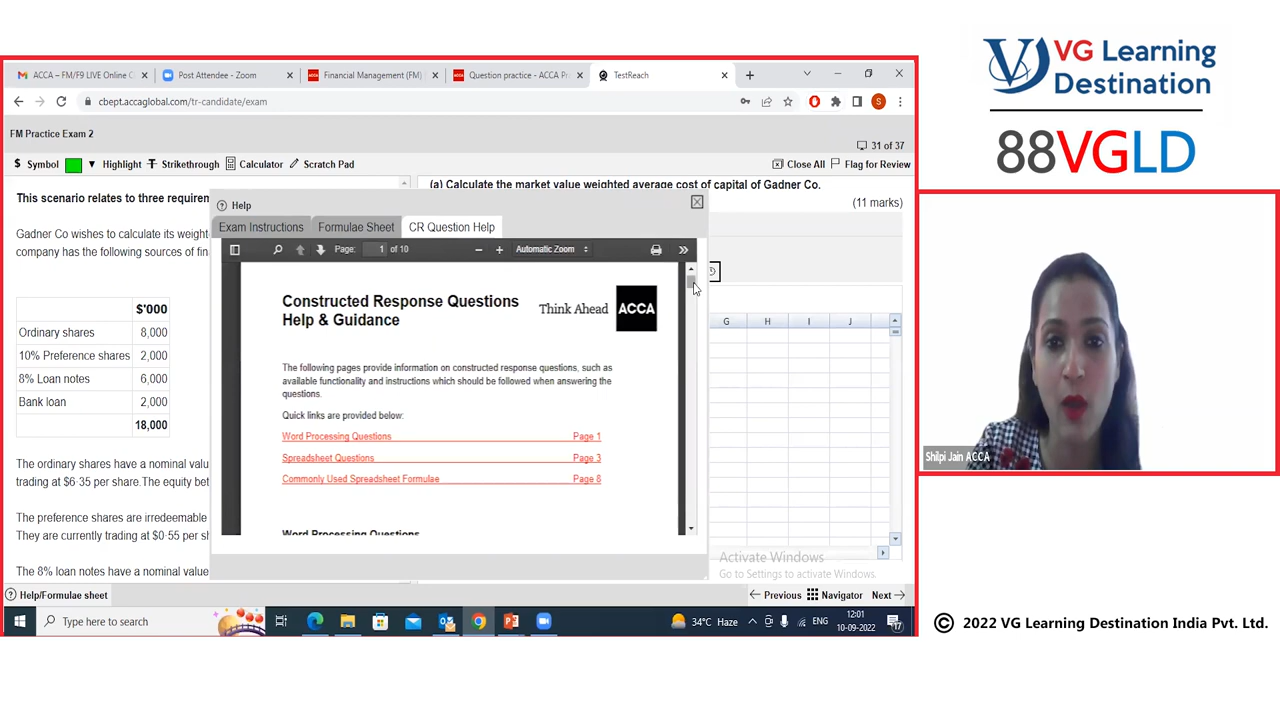 ACCA – FM/F9 LIVE Online C
Post Attendee - Zoom
Financial Management (FM)
Question practice - ACCA Pr
TestReach
cbept.accaglobal.com/tr-candidate/exam
FM Practice Exam 2
31 of 37
$ Symbol
Highlight
Strikethrough
Calculator
Scratch Pad
Close All
Flag for Review
This scenario relates to three requirem
Gadner Co wishes to calculate its weight
company has the following sources of fin
$'000
Ordinary shares 8,000
10% Preference shares 2,000
8% Loan notes 6,000
Bank loan 2,000
18,000
The ordinary shares have a nominal valu
trading at $6·35 per share.The equity bet
The preference shares are irredeemable
They are currently trading at $0·55 per sh
The 8% loan notes have a nominal value
(a) Calculate the market value weighted average cost of capital of Gadner Co.
(11 marks)
G H I J
Help
Exam Instructions
Formulae Sheet
CR Question Help
Page: 1 of 10
Automatic Zoom
Constructed Response Questions
Help & Guidance
Think Ahead
ACCA
The following pages provide information on constructed response questions, such as
available functionality and instructions which should be followed when answering the
questions.
Quick links are provided below:
Word Processing Questions Page 1
Spreadsheet Questions Page 3
Commonly Used Spreadsheet Formulae Page 8
Word Processing Questions
Activate Windows
Go to Settings to activate Windows.
Help/Formulae sheet
Previous
Navigator
Next
Type here to search
34°C Haze
ENG
12:01
10-09-2022
17
VG Learning
Destination
88VGLD
Shilpi Jain ACCA
© 2022 VG Learning Destination India Pvt. Ltd.